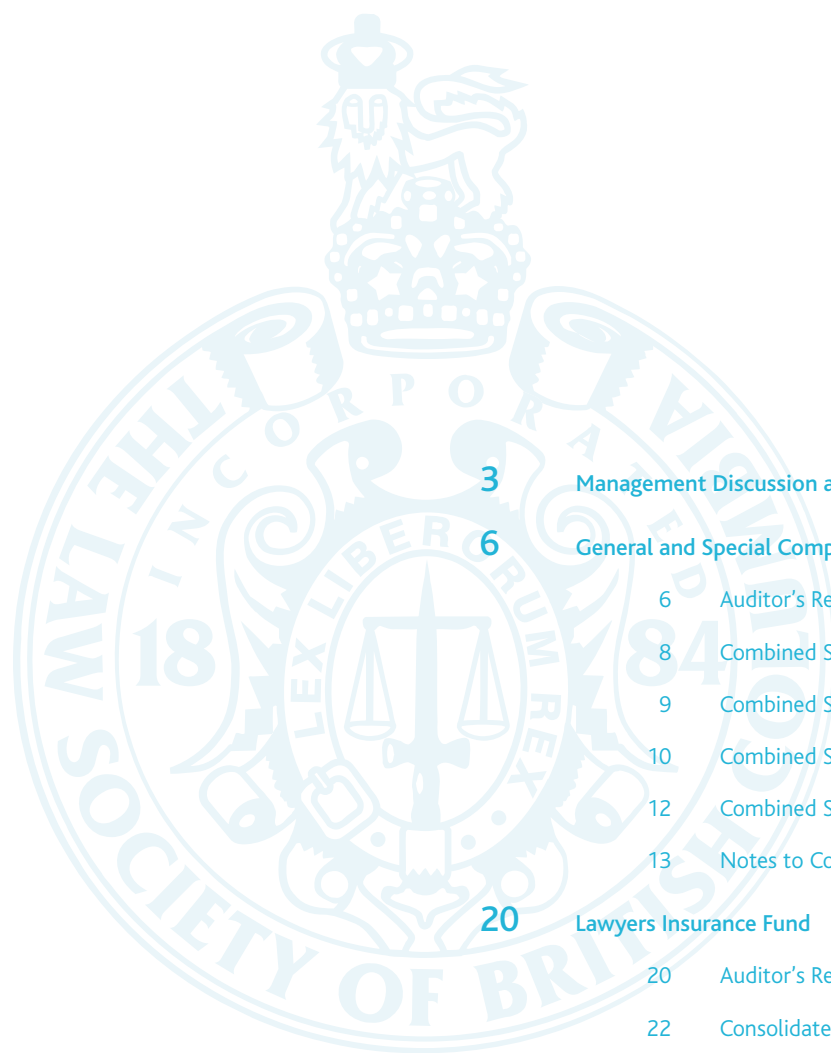 THE LAW SOCIETY OF BRITISH COLUMBIA
INCORPORATED
LEX LIBERORUM REX
18 84
3 Management Discussion a
6 General and Special Comp
6 Auditor's Re
8 Combined S
9 Combined S
10 Combined S
12 Combined S
13 Notes to Co
20 Lawyers Insurance Fund
20 Auditor's Re
22 Consolidate